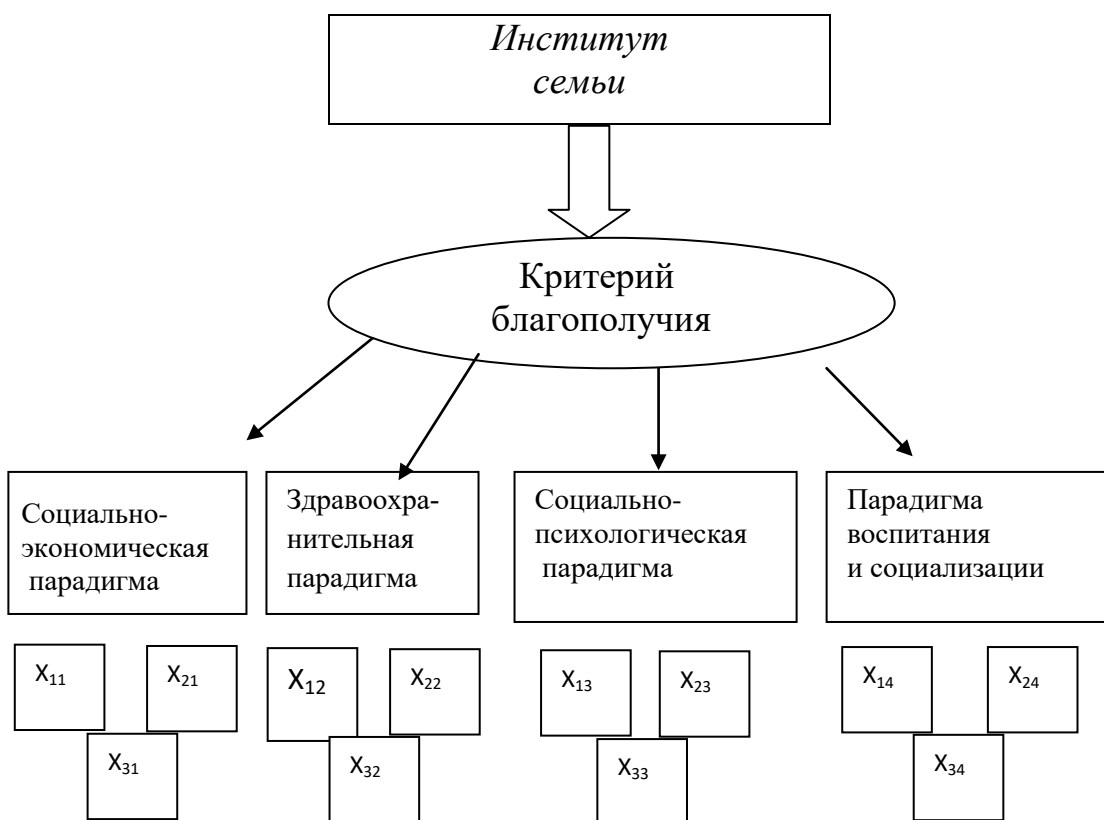 Институт
семьи
Критерий
благополучия
Социально-
экономическая
парадигма
Здравоохра-
нительная
парадигма
Социально-
психологическая
парадигма
Парадигма
воспитания
и социализации
X₁₁ X₂₁ X₁₂ X₂₂ X₁₃ X₂₃ X₁₄ X₂₄
X₃₁ X₃₂ X₃₃ X₃₄